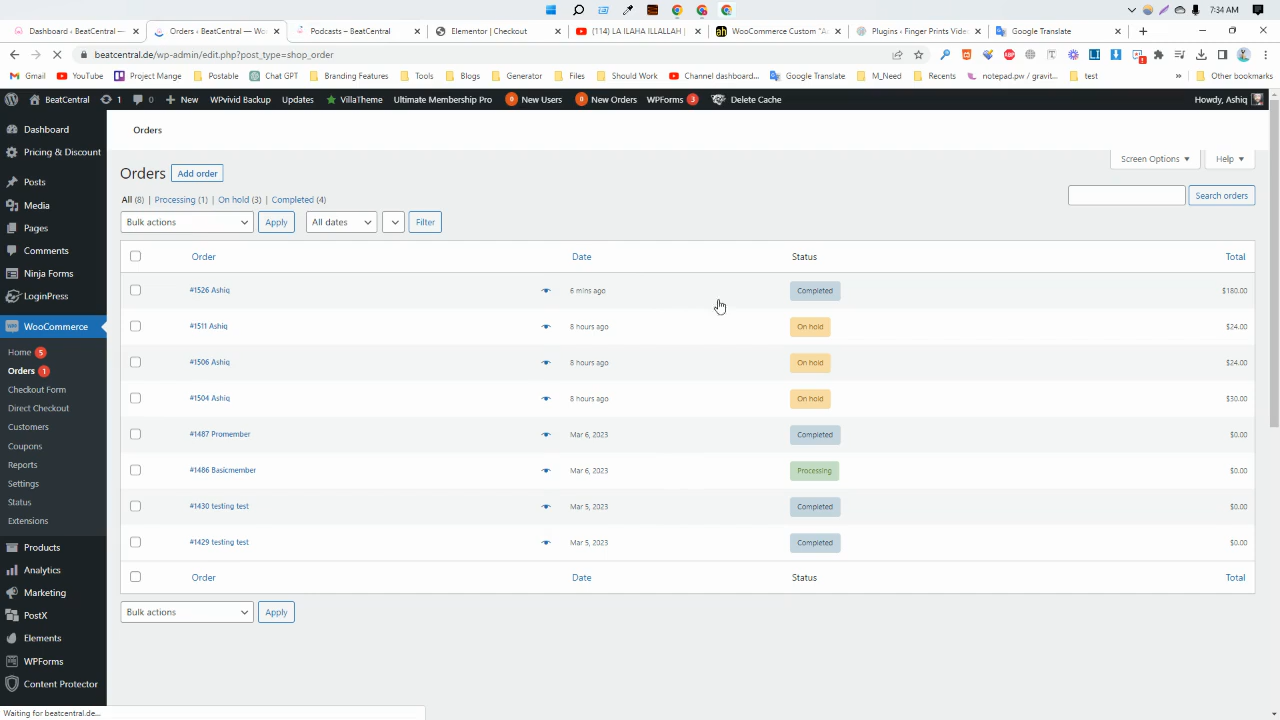 7:34 AM
Dashboard ‹ BeatCentral —
Orders ‹ BeatCentral — Wo
Podcasts – BeatCentral
Elementor | Checkout
(114) LA ILAHA ILLALLAH |
WooCommerce Custom "A
Plugins ‹ Finger Prints Vide
Google Translate
beatcentral.de/wp-admin/edit.php?post_type=shop_order
Gmail
YouTube
Project Mange
Postable
Chat GPT
Branding Features
Tools
Blogs
Generator
Files
Should Work
Channel dashboard...
Google Translate
M_Need
Recents
notepad.pw / gravit...
test
»
Other bookmarks
BeatCentral
1
0
New
WPvivid Backup
Updates
VillaTheme
Ultimate Membership Pro
0 New Users
0 New Orders
WPForms 3
Delete Cache
Howdy, Ashiq
Dashboard
Pricing & Discount
Posts
Media
Pages
Comments
Ninja Forms
LoginPress
WooCommerce
Home 5
Orders 1
Checkout Form
Direct Checkout
Customers
Coupons
Reports
Settings
Status
Extensions
Products
Analytics
Marketing
PostX
Elements
WPForms
Content Protector
Orders
Screen Options
Help
Orders Add order
All (8) | Processing (1) | On hold (3) | Completed (4)
Search orders
Bulk actions Apply All dates Filter
Order Date Status Total
#1526 Ashiq 6 mins ago Completed $180.00
#1511 Ashiq 8 hours ago On hold $24.00
#1506 Ashiq 8 hours ago On hold $24.00
#1504 Ashiq 8 hours ago On hold $30.00
#1487 Promember Mar 6, 2023 Completed $0.00
#1486 Basicmember Mar 6, 2023 Processing $0.00
#1430 testing test Mar 5, 2023 Completed $0.00
#1429 testing test Mar 5, 2023 Completed $0.00
Order Date Status Total
Bulk actions Apply
Waiting for beatcentral.de...